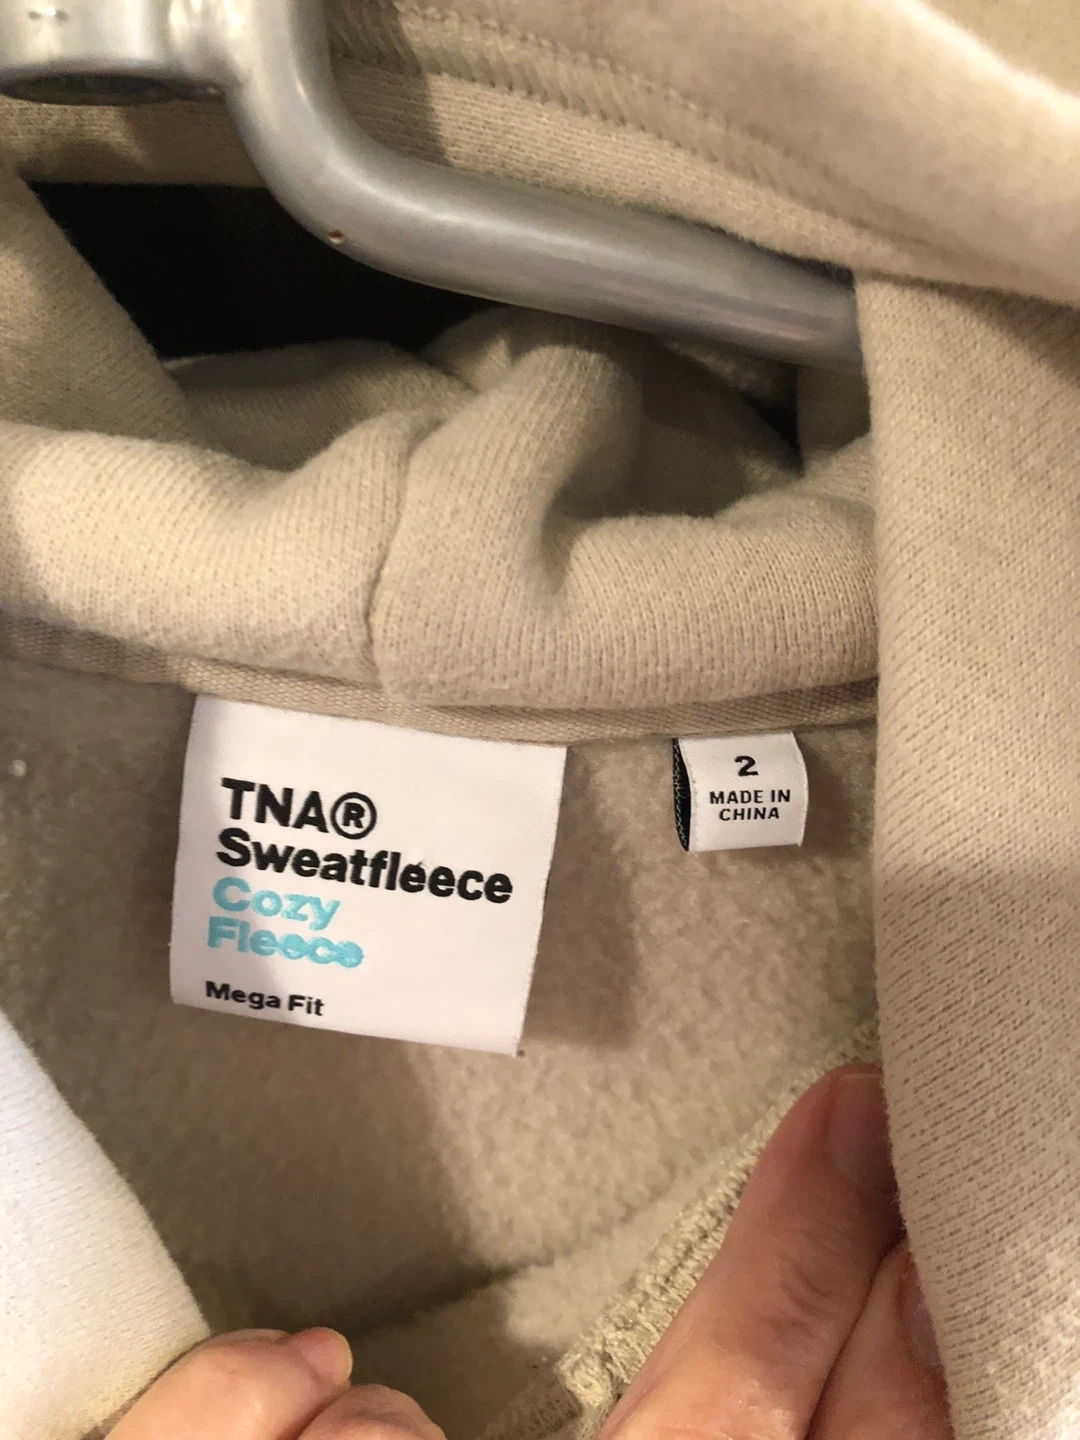 TNA®
Sweatfleece
Cozy
Fleece
Mega Fit
2
MADE IN
CHINA